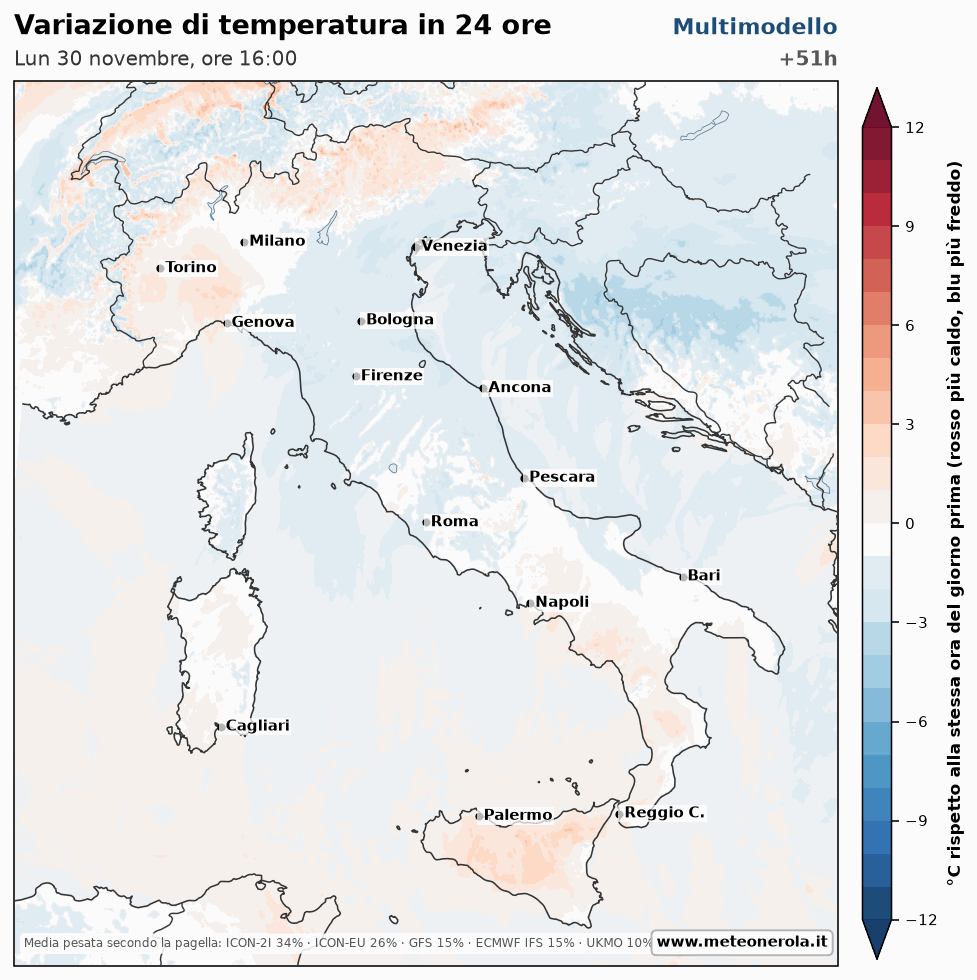 Variazione di temperatura in 24 ore
Multimodello
Lun 30 novembre, ore 16:00
+51h
Milano
Venezia
Torino
Genova
Bologna
Firenze
Ancona
Pescara
Roma
Bari
Napoli
Cagliari
Palermo
Reggio C.
12
9
6
3
0
−3
−6
−9
−12
°C rispetto alla stessa ora del giorno prima (rosso più caldo, blu più freddo)
Media pesata secondo la pagella: ICON-2I 34% · ICON-EU 26% · GFS 15% · ECMWF IFS 15% · UKMO 10%
www.meteonerola.it